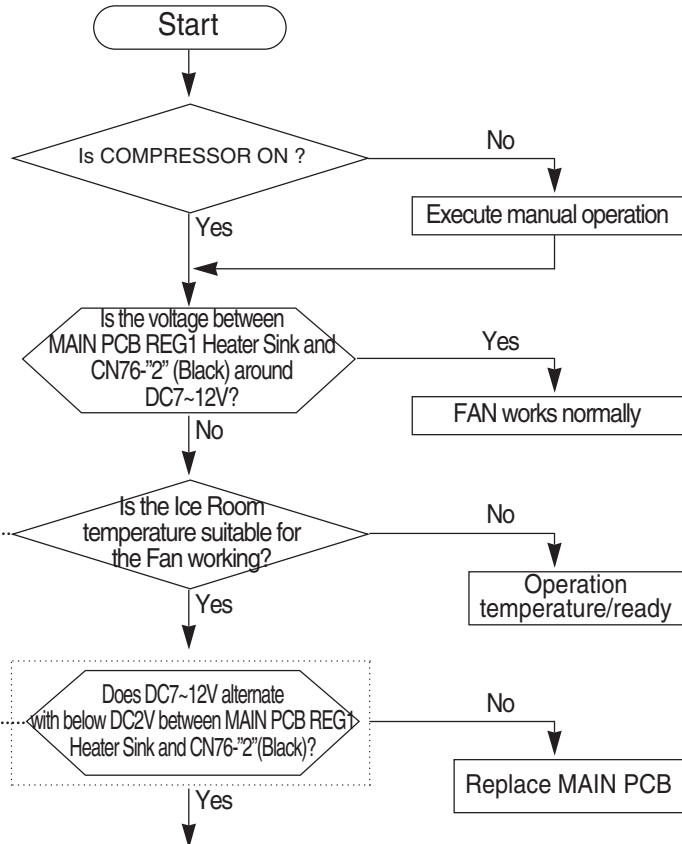 Start
Is COMPRESSOR ON ?
No
Execute manual operation
Yes
Is the voltage between
MAIN PCB REG1 Heater Sink and
CN76-”2” (Black) around
DC7~12V?
Yes
FAN works normally
No
Is the Ice Room
temperature suitable for
the Fan working?
No
Operation
temperature/ready
Yes
Does DC7~12V alternate
with below DC2V between MAIN PCB REG1
Heater Sink and CN76-”2”(Black)?
No
Replace MAIN PCB
Yes